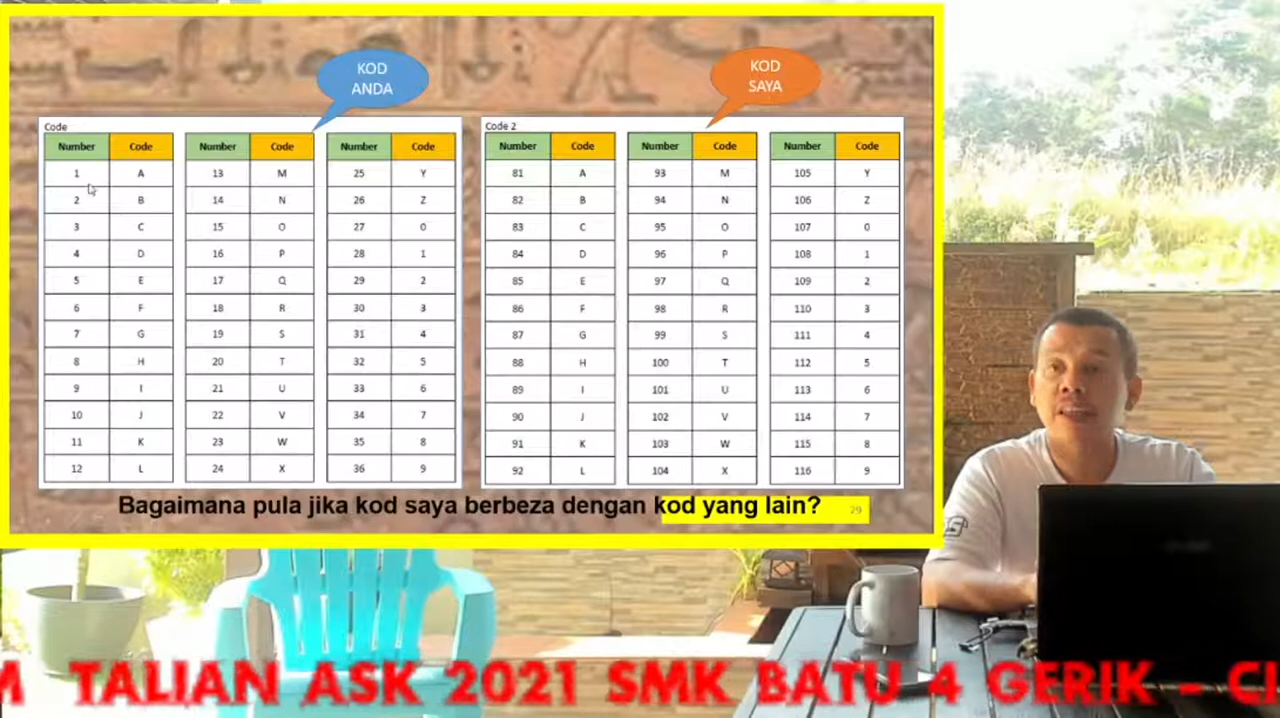 KOD
ANDA
KOD
SAYA
Code
Number Code Number Code Number Code
1 A 13 M 25 Y
2 B 14 N 26 Z
3 C 15 O 27 0
4 D 16 P 28 1
5 E 17 Q 29 2
6 F 18 R 30 3
7 G 19 S 31 4
8 H 20 T 32 5
9 I 21 U 33 6
10 J 22 V 34 7
11 K 23 W 35 8
12 L 24 X 36 9
Code 2
Number Code Number Code Number Code
81 A 93 M 105 Y
82 B 94 N 106 Z
83 C 95 O 107 0
84 D 96 P 108 1
85 E 97 Q 109 2
86 F 98 R 110 3
87 G 99 S 111 4
88 H 100 T 112 5
89 I 101 U 113 6
90 J 102 V 114 7
91 K 103 W 115 8
92 L 104 X 116 9
Bagaimana pula jika kod saya berbeza dengan kod yang lain?
29
TALIAN ASK 2021 SMK BATU 4 GERIK -